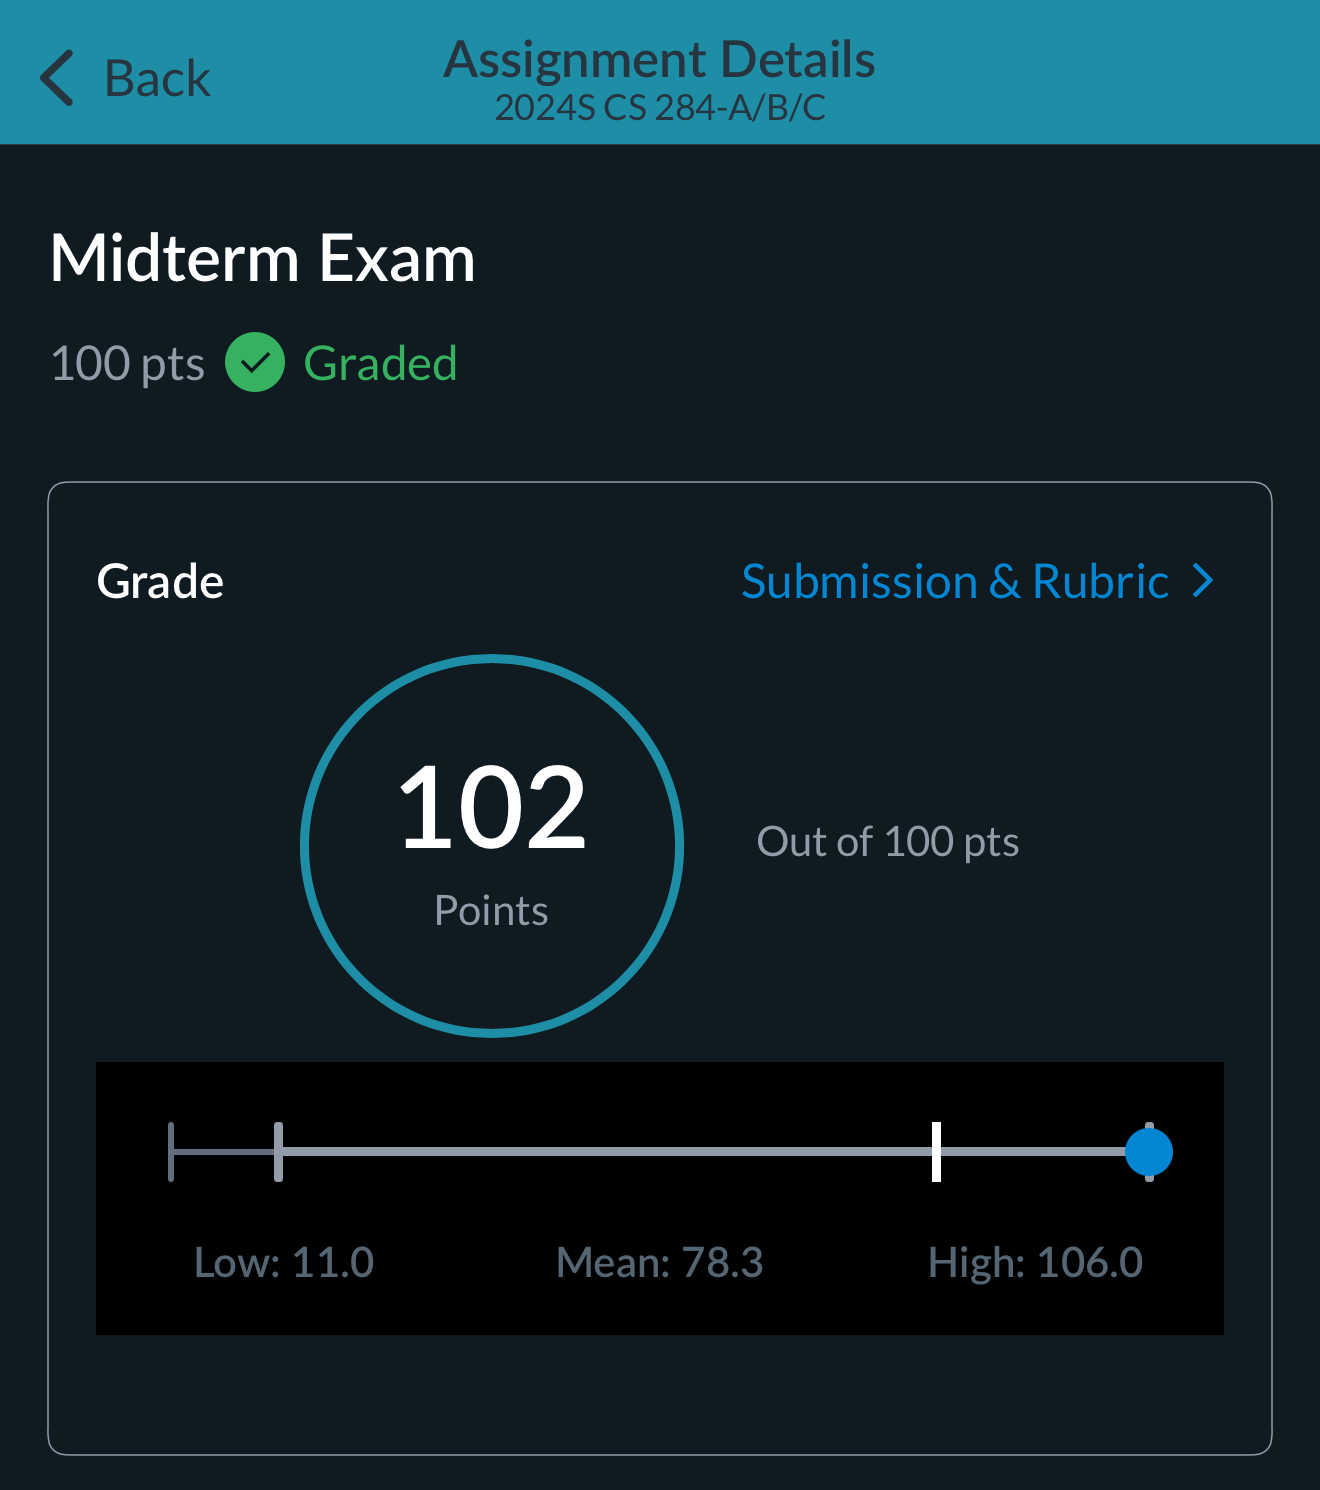 Back
Assignment Details
2024S CS 284-A/B/C
Midterm Exam
100 pts Graded
Grade
Submission & Rubric
102
Points
Out of 100 pts
Low: 11.0
Mean: 78.3
High: 106.0